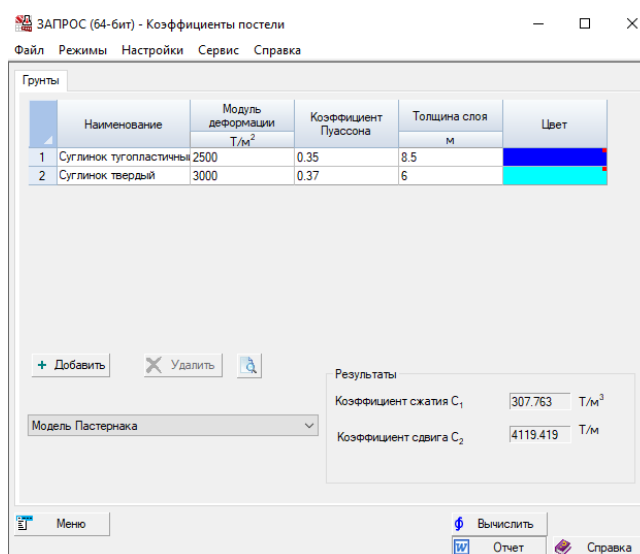 ЗАПРОС (64-бит) - Коэффициенты постели
Файл Режимы Настройки Сервис Справка
Грунты
Наименование Модуль деформации Коэффициент Пуассона Толщина слоя Цвет
Т/м² м
1 Суглинок тугопластичны 2500 0.35 8.5
2 Суглинок твердый 3000 0.37 6
+ Добавить Удалить
Результаты
Коэффициент сжатия C₁ 307.763 Т/м³
Модель Пастернака
Коэффициент сдвига C₂ 4119.419 Т/м
Меню Вычислить
Отчет Справка